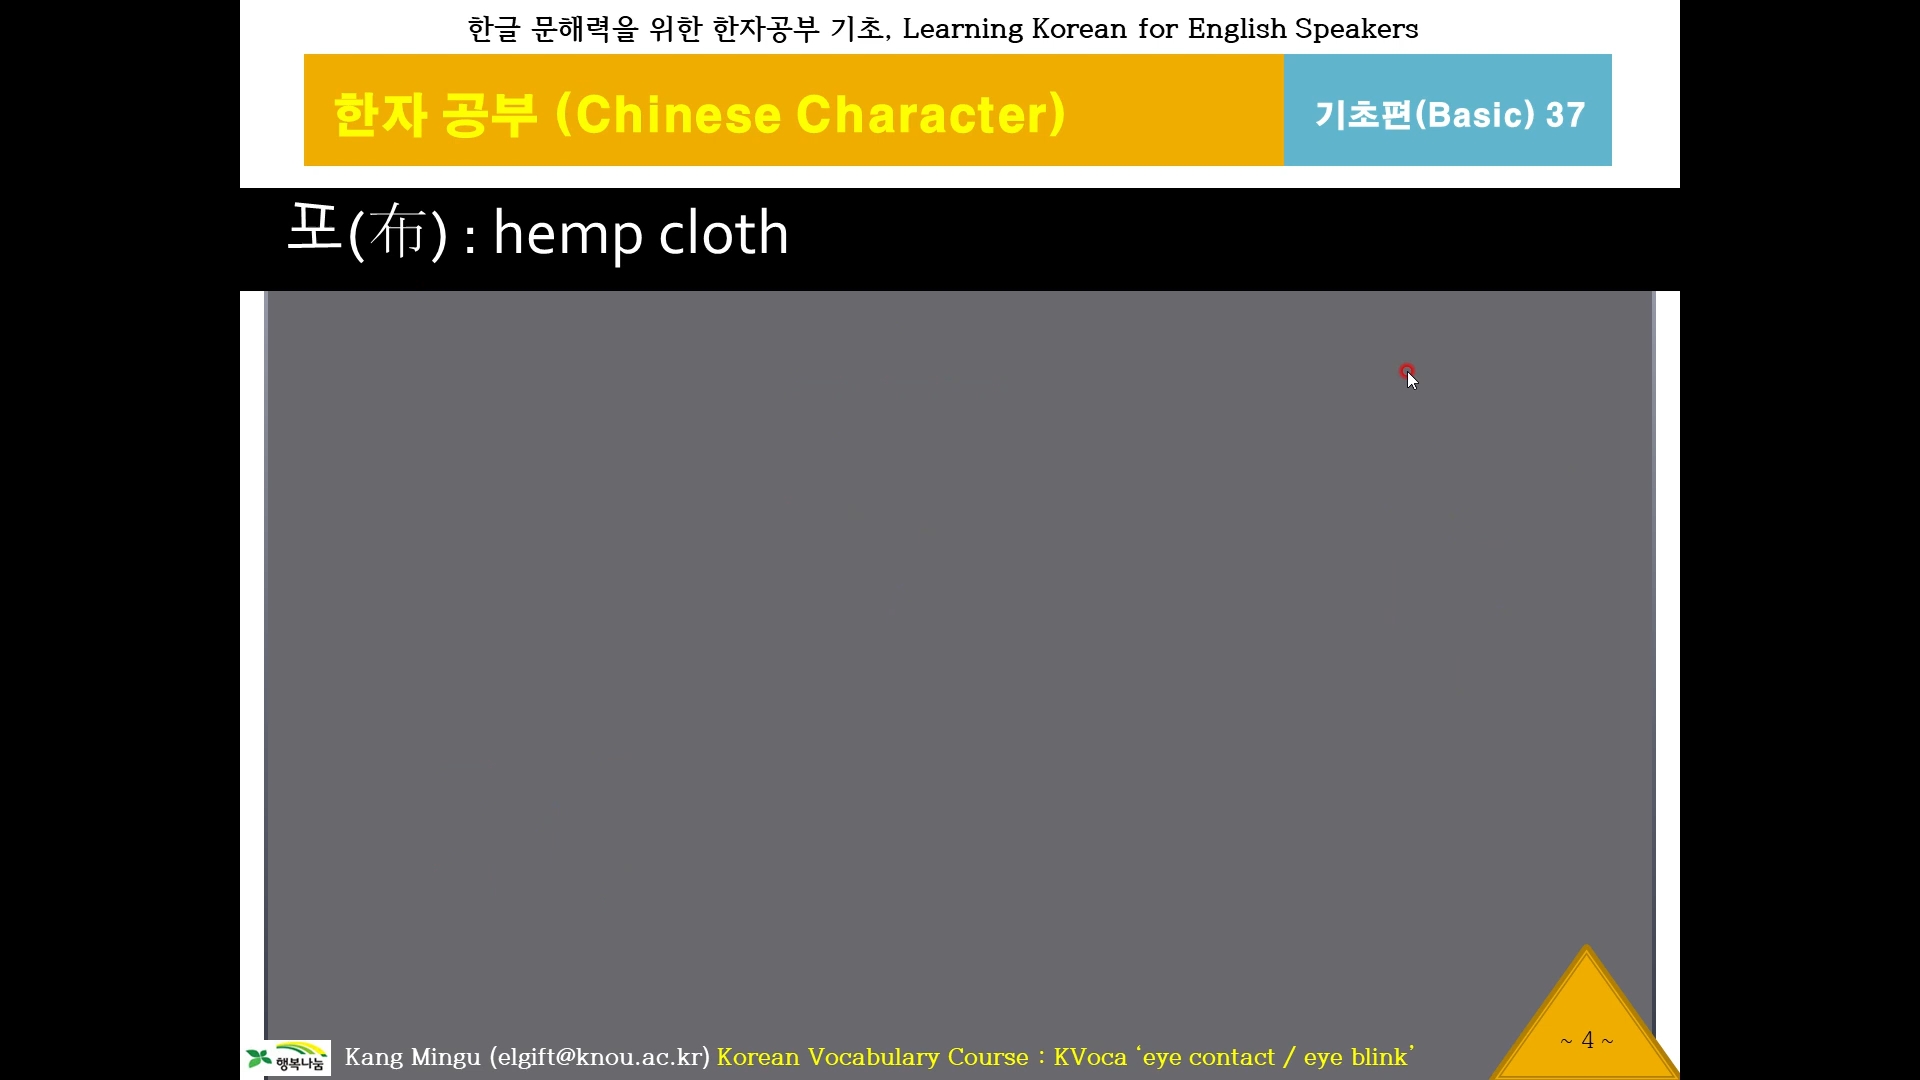 한글 문해력을 위한 한자공부 기초, Learning Korean for English Speakers
한자 공부 (Chinese Character)
기초편(Basic) 37
포(布) : hemp cloth
~ 4 ~
행복나눔
Kang Mingu (elgift@knou.ac.kr) Korean Vocabulary Course : KVoca ‘eye contact / eye blink’